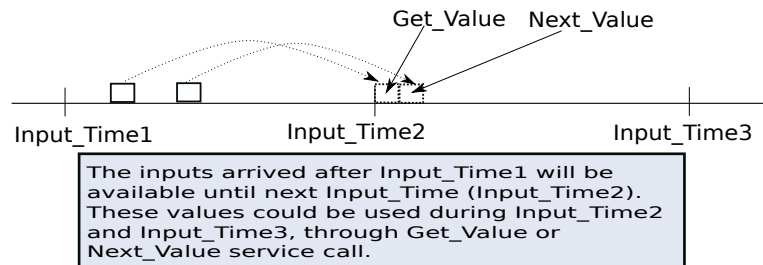 Get_Value Next_Value
Input_Time1 Input_Time2 Input_Time3
The inputs arrived after Input_Time1 will be
available until next Input_Time (Input_Time2).
These values could be used during Input_Time2
and Input_Time3, through Get_Value or
Next_Value service call.